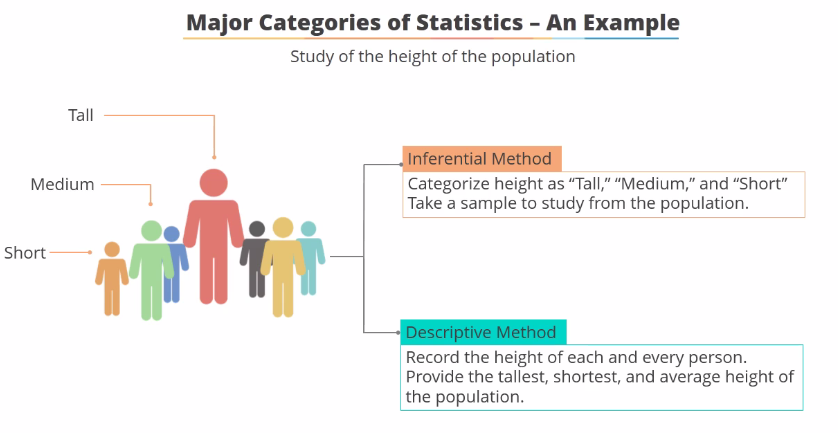 Major Categories of Statistics – An Example
Study of the height of the population
Tall
Medium
Short
Inferential Method
Categorize height as “Tall,” “Medium,” and “Short”
Take a sample to study from the population.
Descriptive Method
Record the height of each and every person.
Provide the tallest, shortest, and average height of
the population.